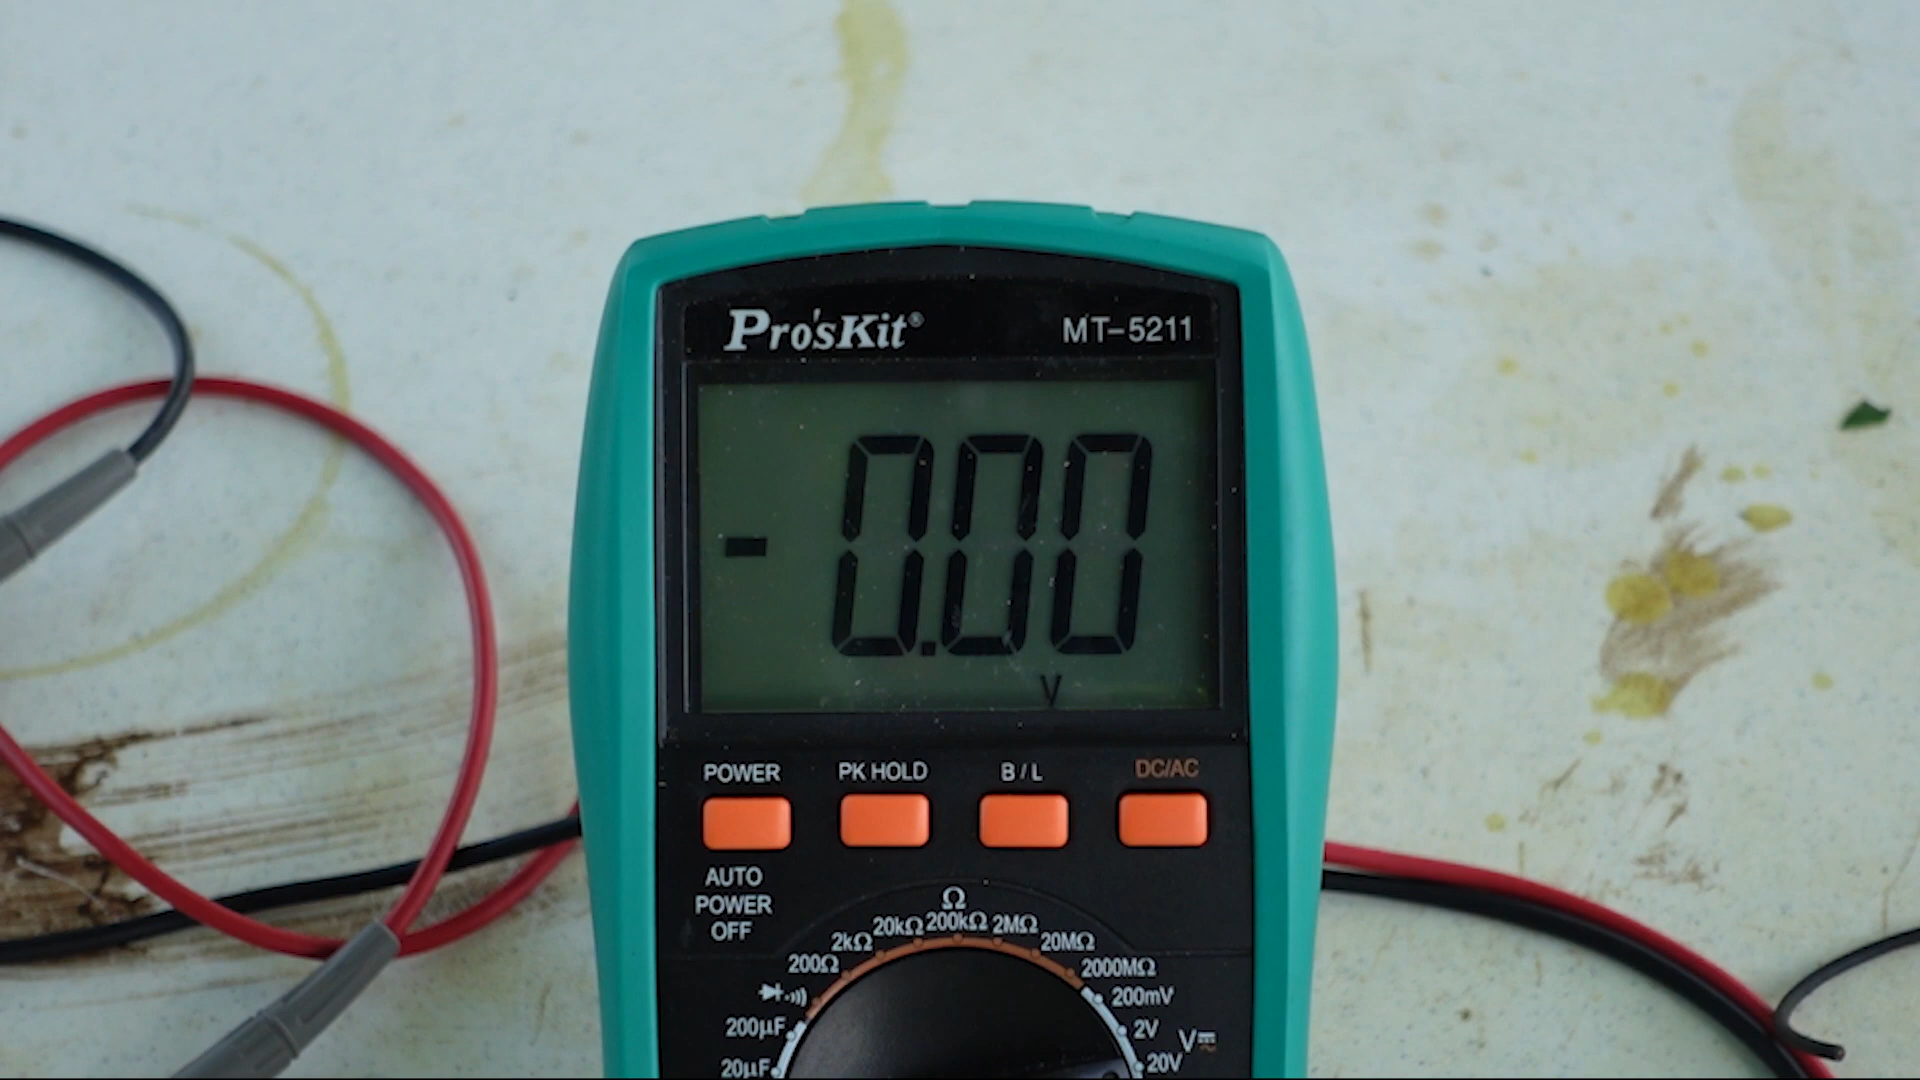 Pro'sKit® MT-5211
-0.00
V
POWER PK HOLD B/L DC/AC
AUTO
POWER
OFF
Ω
200Ω 2kΩ 20kΩ 200kΩ 2MΩ 20MΩ 2000MΩ
200mV
200µF 2V
V
20µF 20V